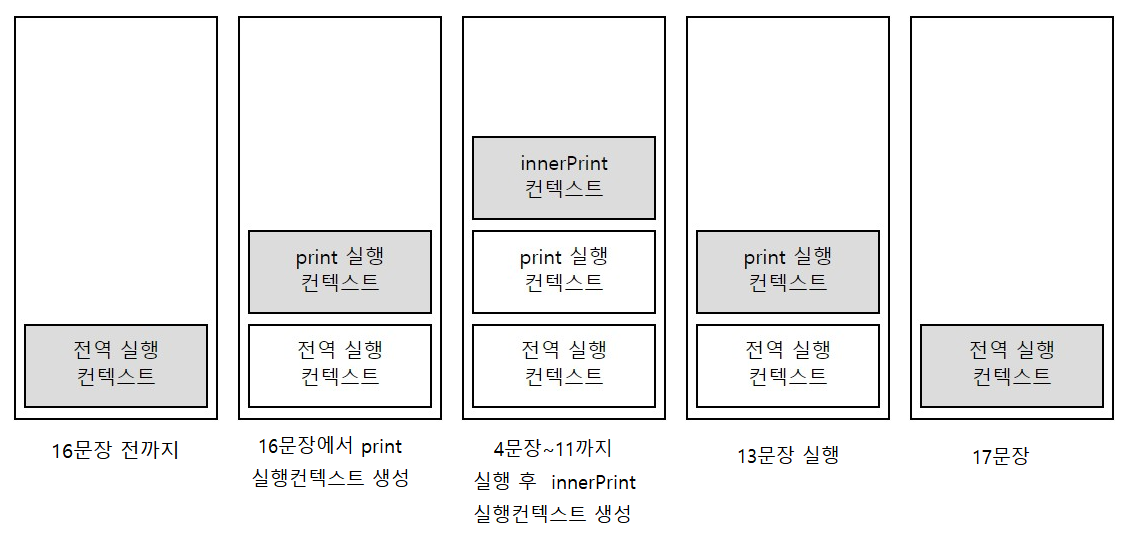 전역 실행
컨텍스트
16문장 전까지
print 실행
컨텍스트
전역 실행
컨텍스트
16문장에서 print
실행컨텍스트 생성
innerPrint
컨텍스트
print 실행
컨텍스트
전역 실행
컨텍스트
4문장~11까지
실행 후 innerPrint
실행컨텍스트 생성
print 실행
컨텍스트
전역 실행
컨텍스트
13문장 실행
전역 실행
컨텍스트
17문장